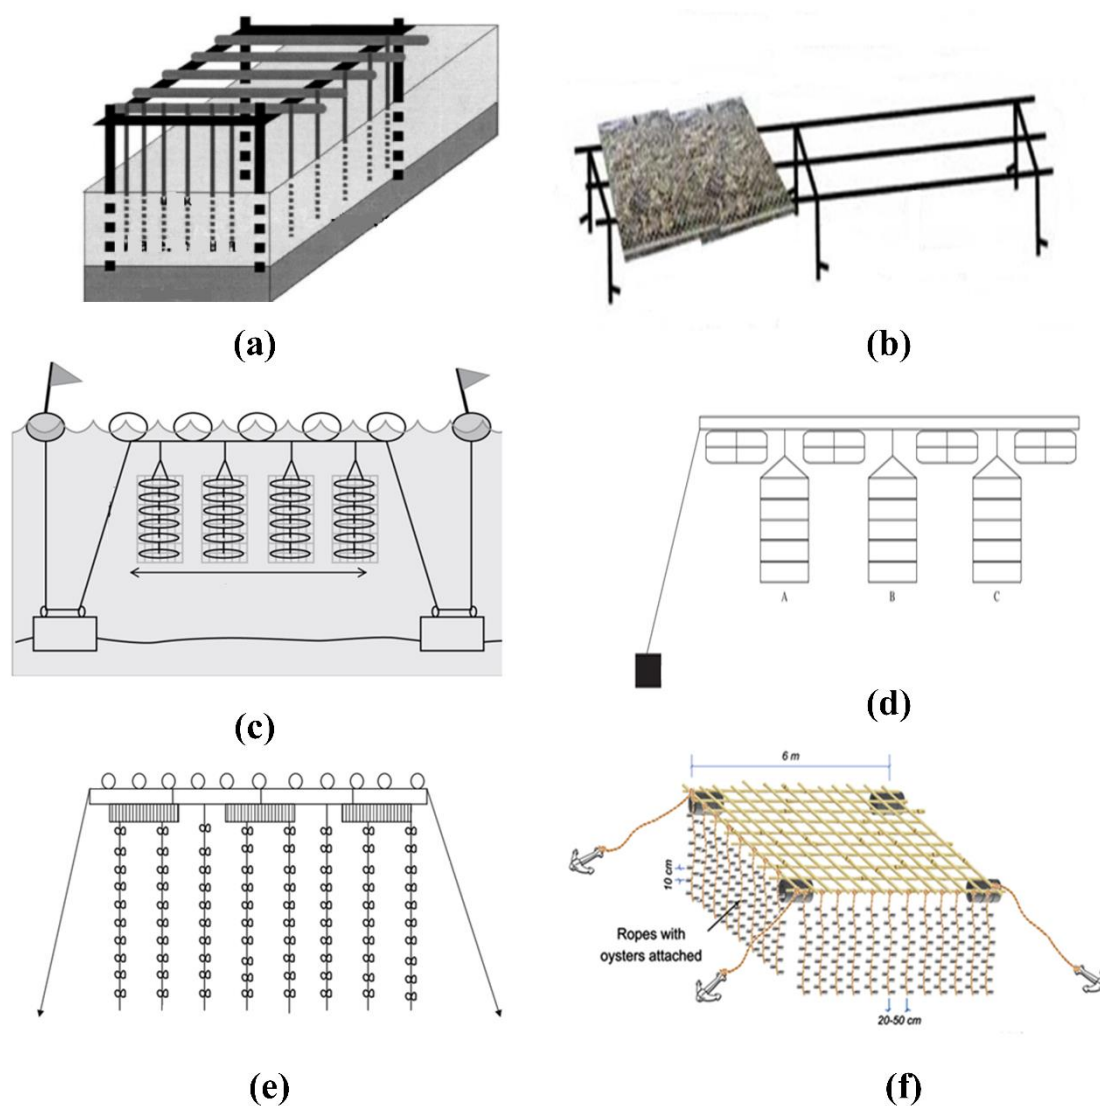 (a)
(b)
(c)
A
B
C
(d)
(e)
6 m
10 cm
Ropes with
oysters attached
20-50 cm
(f)